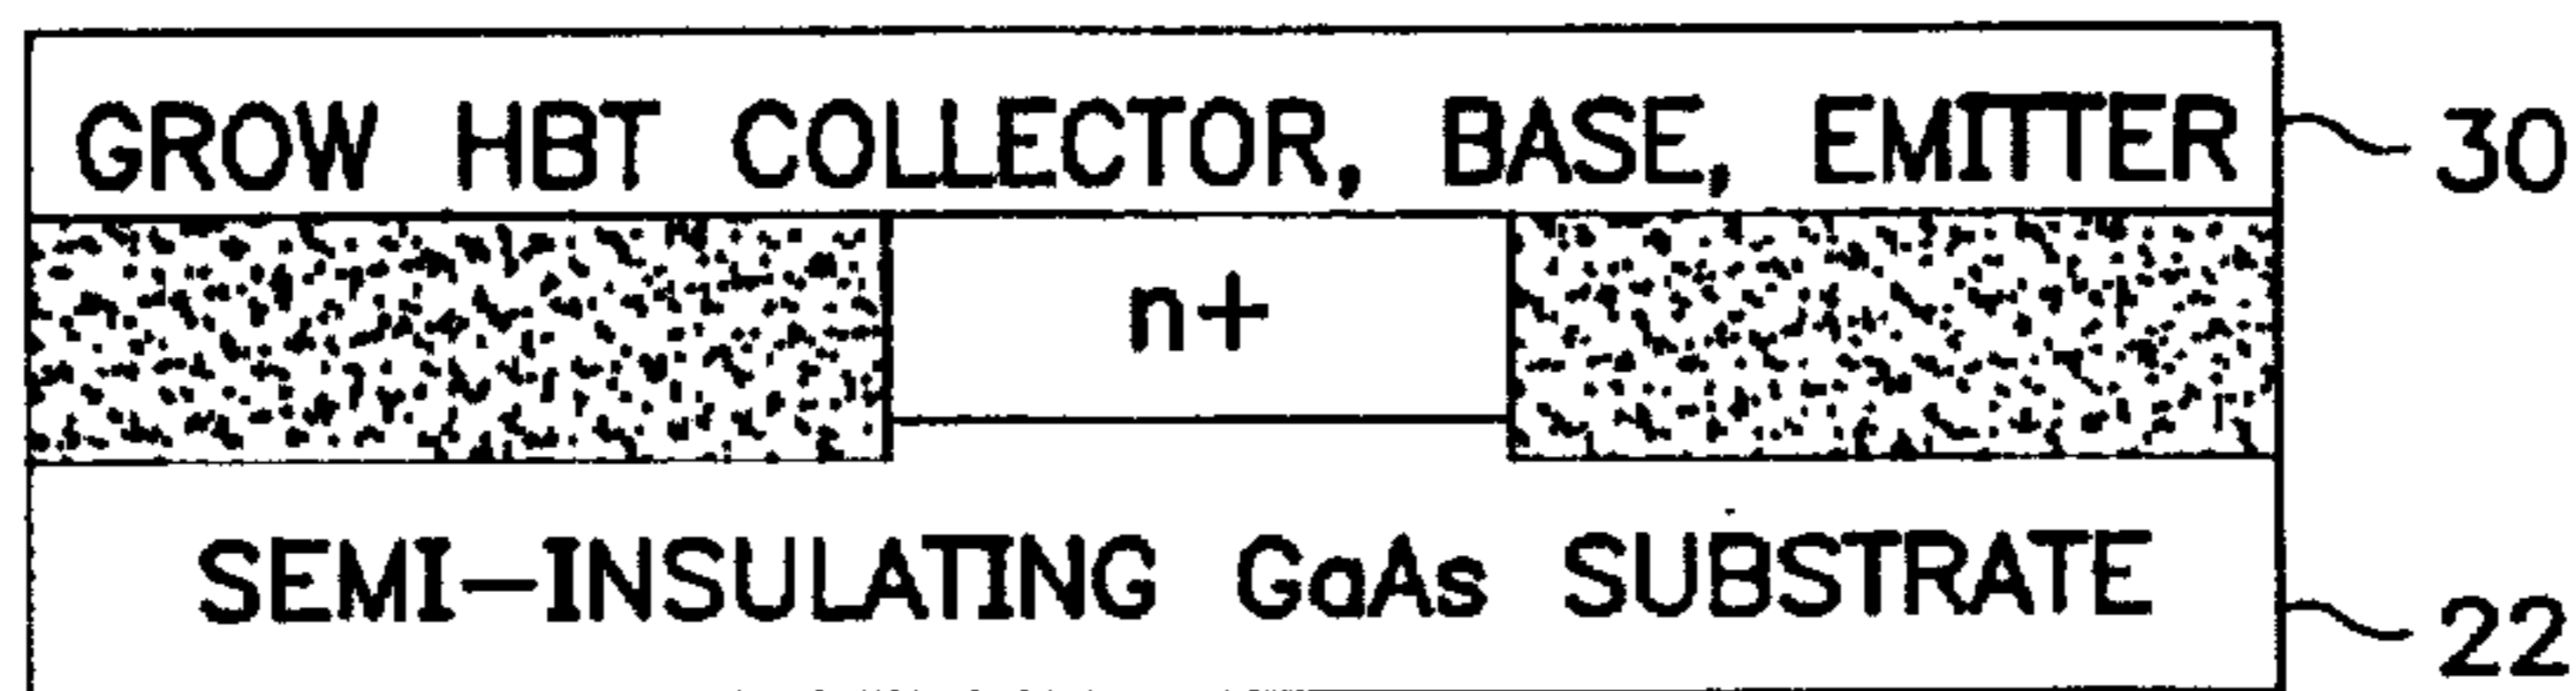 GROW HBT COLLECTOR, BASE, EMITTER
30
n+
SEMI-INSULATING GaAs SUBSTRATE
22